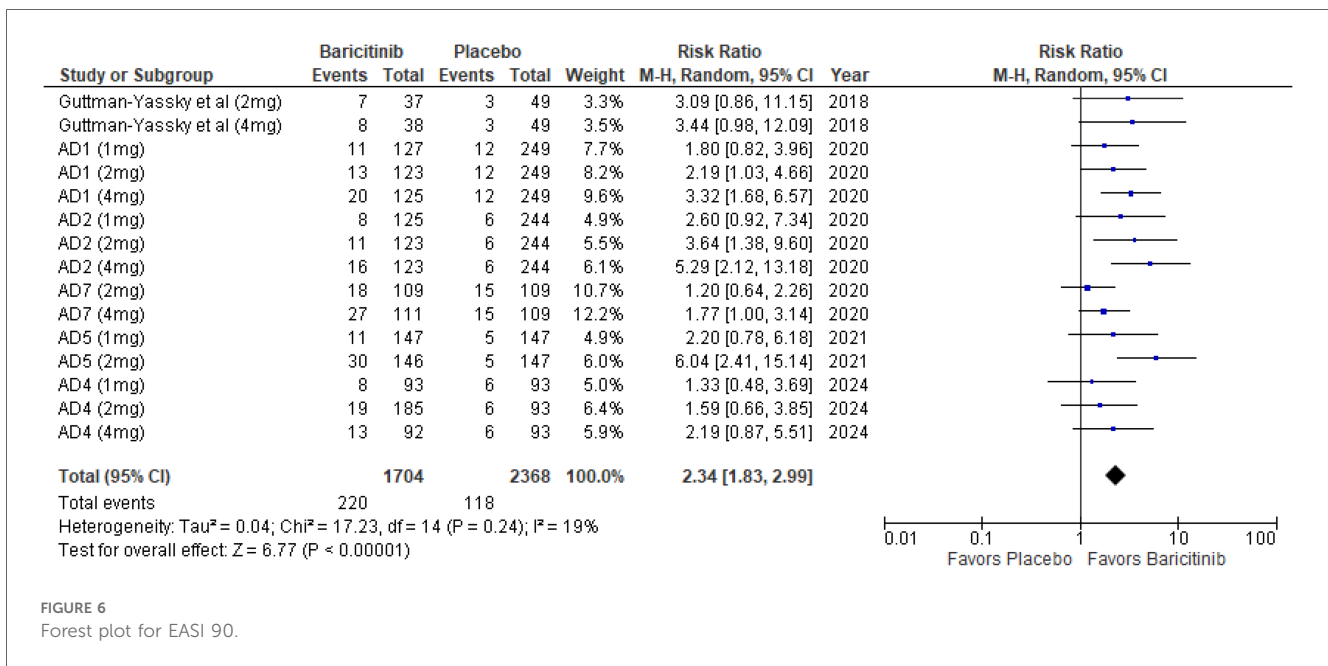 Baricitinib Placebo Risk Ratio Risk Ratio
Study or Subgroup Events Total Events Total Weight M-H, Random, 95% CI Year M-H, Random, 95% CI
Guttman-Yassky et al (2mg) 7 37 3 49 3.3% 3.09 [0.86, 11.15] 2018
Guttman-Yassky et al (4mg) 8 38 3 49 3.5% 3.44 [0.98, 12.09] 2018
AD1 (1mg) 11 127 12 249 7.7% 1.80 [0.82, 3.96] 2020
AD1 (2mg) 13 123 12 249 8.2% 2.19 [1.03, 4.66] 2020
AD1 (4mg) 20 125 12 249 9.6% 3.32 [1.68, 6.57] 2020
AD2 (1mg) 8 125 6 244 4.9% 2.60 [0.92, 7.34] 2020
AD2 (2mg) 11 123 6 244 5.5% 3.64 [1.38, 9.60] 2020
AD2 (4mg) 16 123 6 244 6.1% 5.29 [2.12, 13.18] 2020
AD7 (2mg) 18 109 15 109 10.7% 1.20 [0.64, 2.26] 2020
AD7 (4mg) 27 111 15 109 12.2% 1.77 [1.00, 3.14] 2020
AD5 (1mg) 11 147 5 147 4.9% 2.20 [0.78, 6.18] 2021
AD5 (2mg) 30 146 5 147 6.0% 6.04 [2.41, 15.14] 2021
AD4 (1mg) 8 93 6 93 5.0% 1.33 [0.48, 3.69] 2024
AD4 (2mg) 19 185 6 93 6.4% 1.59 [0.66, 3.85] 2024
AD4 (4mg) 13 92 6 93 5.9% 2.19 [0.87, 5.51] 2024
Total (95% CI) 1704 2368 100.0% 2.34 [1.83, 2.99]
Total events 220 118
Heterogeneity: Tau² = 0.04; Chi² = 17.23, df = 14 (P = 0.24); I² = 19%
Test for overall effect: Z = 6.77 (P < 0.00001)
0.01 0.1 1 10 100
Favors Placebo Favors Baricitinib
FIGURE 6
Forest plot for EASI 90.